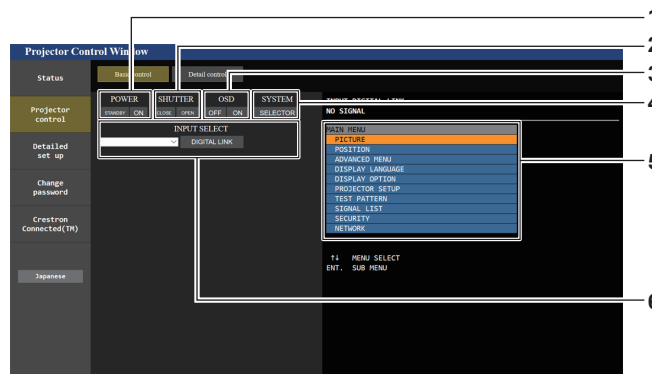 1
Projector Control Window
2
Status
Basic control
Detail control
3
POWER
SHUTTER
OSD
SYSTEM
4
STANDBY ON
CLOSE OPEN
OFF ON
SELECTOR
INPUT DIGITAL LINK
NO SIGNAL
Projector
control
INPUT SELECT
DIGITAL LINK
MAIN MENU
PICTURE
POSITION
ADVANCED MENU
DISPLAY LANGUAGE
DISPLAY OPTION
PROJECTOR SETUP
TEST PATTERN
SIGNAL LIST
SECURITY
NETWORK
5
Detailed
set up
Change
password
Crestron
Connected(TM)
↑↓ MENU SELECT
ENT. SUB MENU
Japanese
6